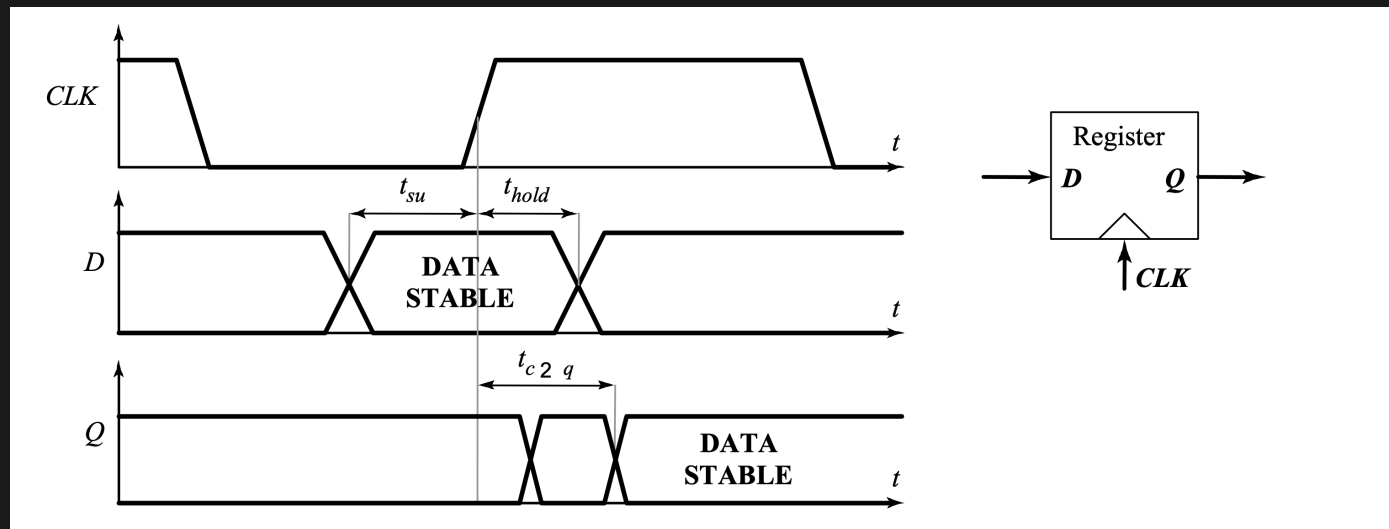 CLK
t
t_su
t_hold
D
DATA
STABLE
t
t_c 2 q
Q
DATA
STABLE
t
Register
D Q
CLK